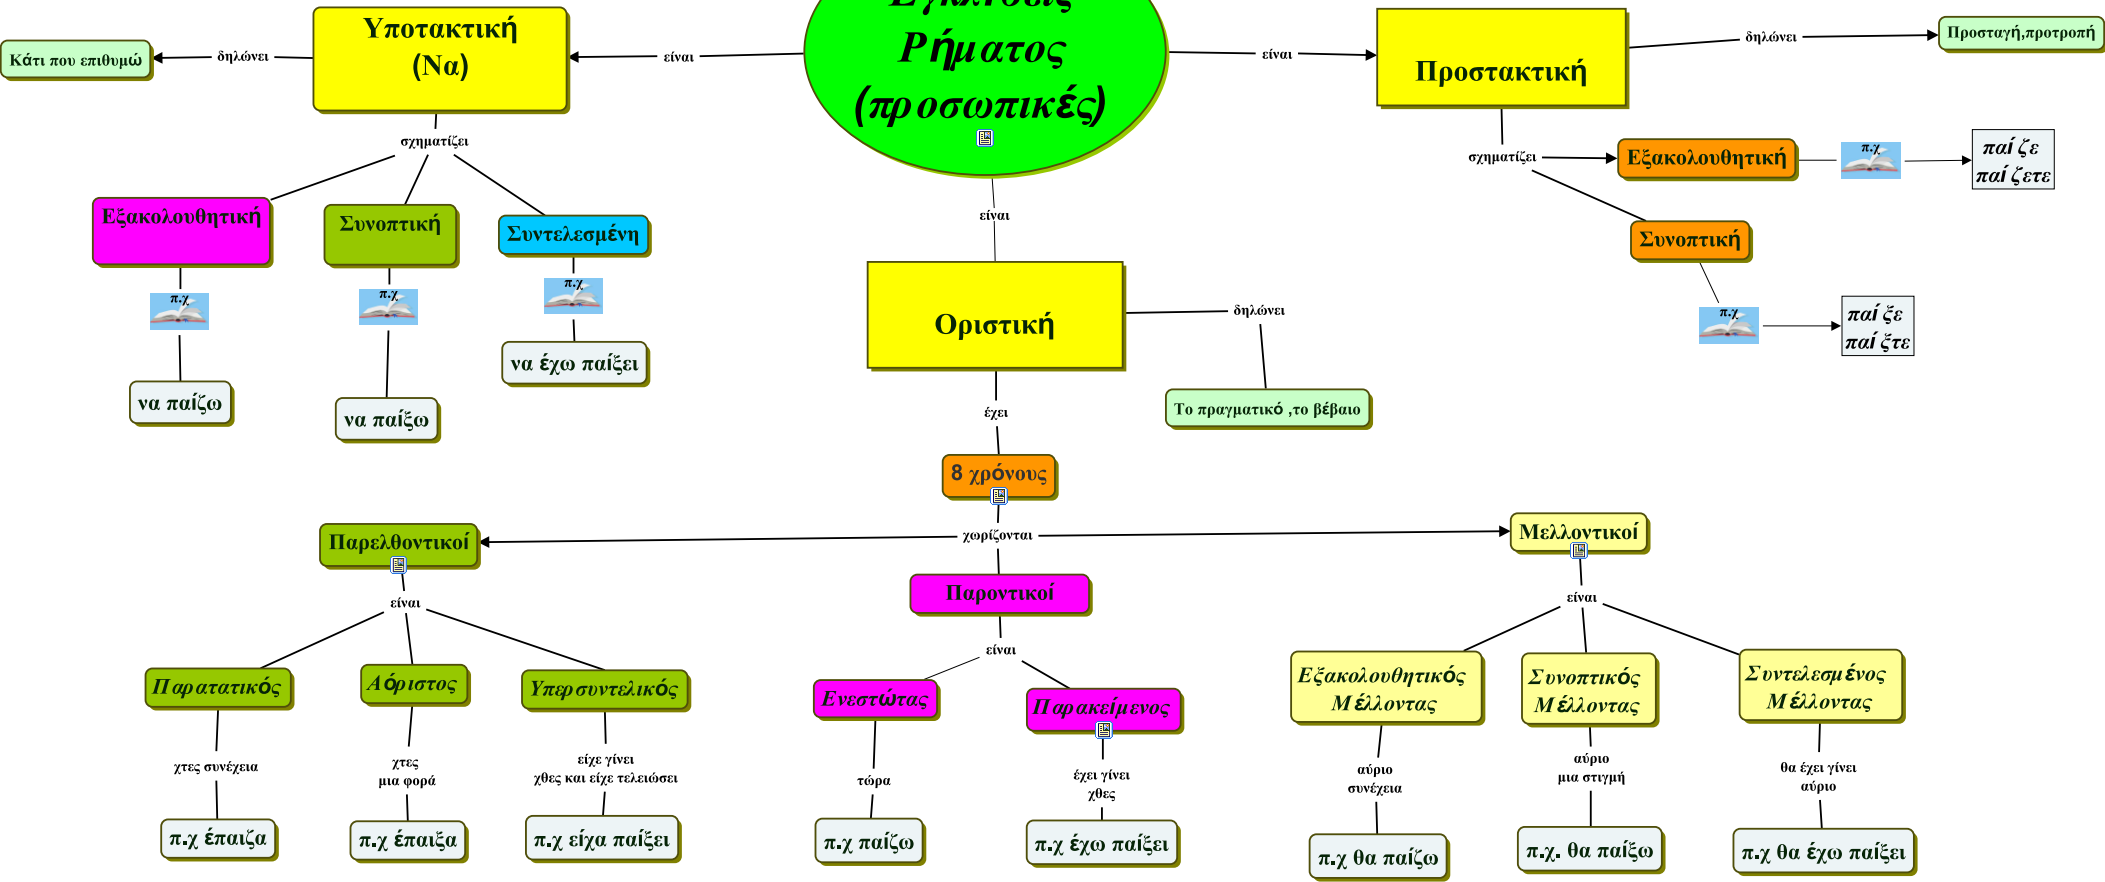 Εγκλίσεις
Ρήματος
(προσωπικές)
είναι
Υποτακτική
(Να)
δηλώνει
Κάτι που επιθυμώ
σχηματίζει
Εξακολουθητική
π.χ
να παίζω
Συνοπτική
π.χ
να παίξω
Συντελεσμένη
π.χ
να έχω παίξει
είναι
Προστακτική
δηλώνει
Προσταγή,προτροπή
σχηματίζει
Εξακολουθητική
π.χ
παίζε
παίζετε
Συνοπτική
π.χ
παίξε
παίξτε
είναι
Οριστική
δηλώνει
Το πραγματικό ,το βέβαιο
έχει
8 χρόνους
χωρίζονται
Παρελθοντικοί
είναι
Παρατατικός
χτες συνέχεια
π.χ έπαιζα
Αόριστος
χτες
μια φορά
π.χ έπαιξα
Υπερσυντελικός
είχε γίνει
χθες και είχε τελειώσει
π.χ είχα παίξει
Παροντικοί
είναι
Ενεστώτας
τώρα
π.χ παίζω
Παρακείμενος
έχει γίνει
χθες
π.χ έχω παίξει
Μελλοντικοί
είναι
Εξακολουθητικός
Μέλλοντας
αύριο
συνέχεια
π.χ θα παίζω
Συνοπτικός
Μέλλοντας
αύριο
μια στιγμή
π.χ. θα παίξω
Συντελεσμένος
Μέλλοντας
θα έχει γίνει
αύριο
π.χ θα έχω παίξει